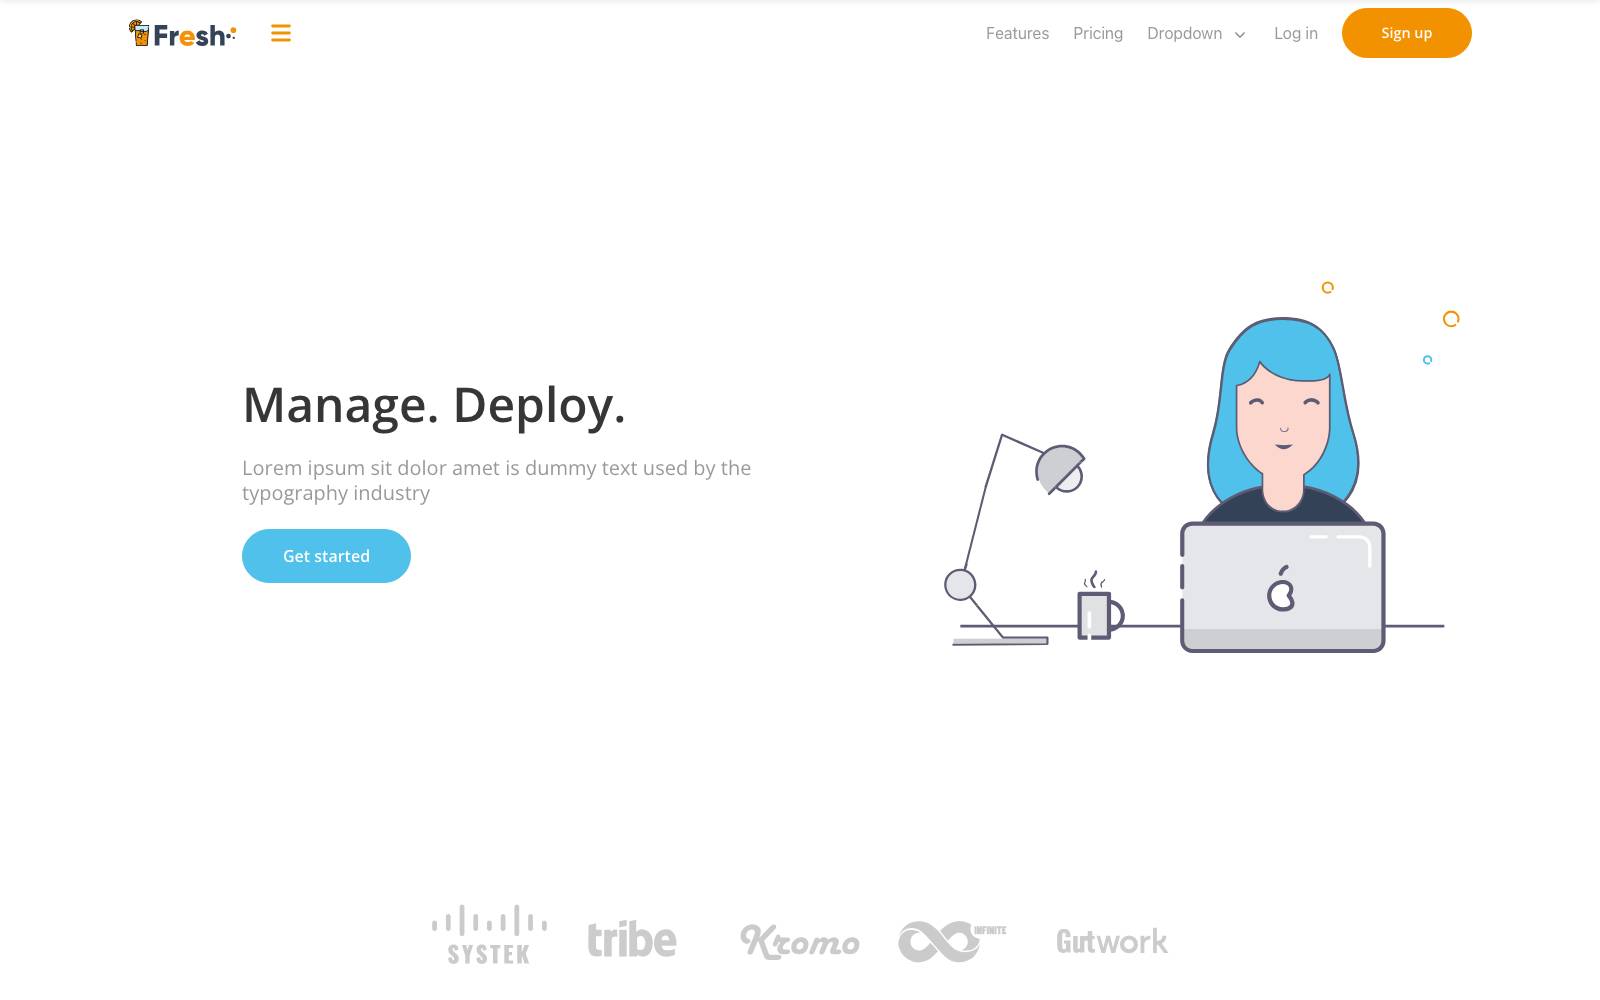 Fresh
Features
Pricing
Dropdown
Log in
Sign up
Manage. Deploy.
Lorem ipsum sit dolor amet is dummy text used by the
typography industry
Get started
SYSTEK
tribe
Kromo
INFINITE
Gutwork